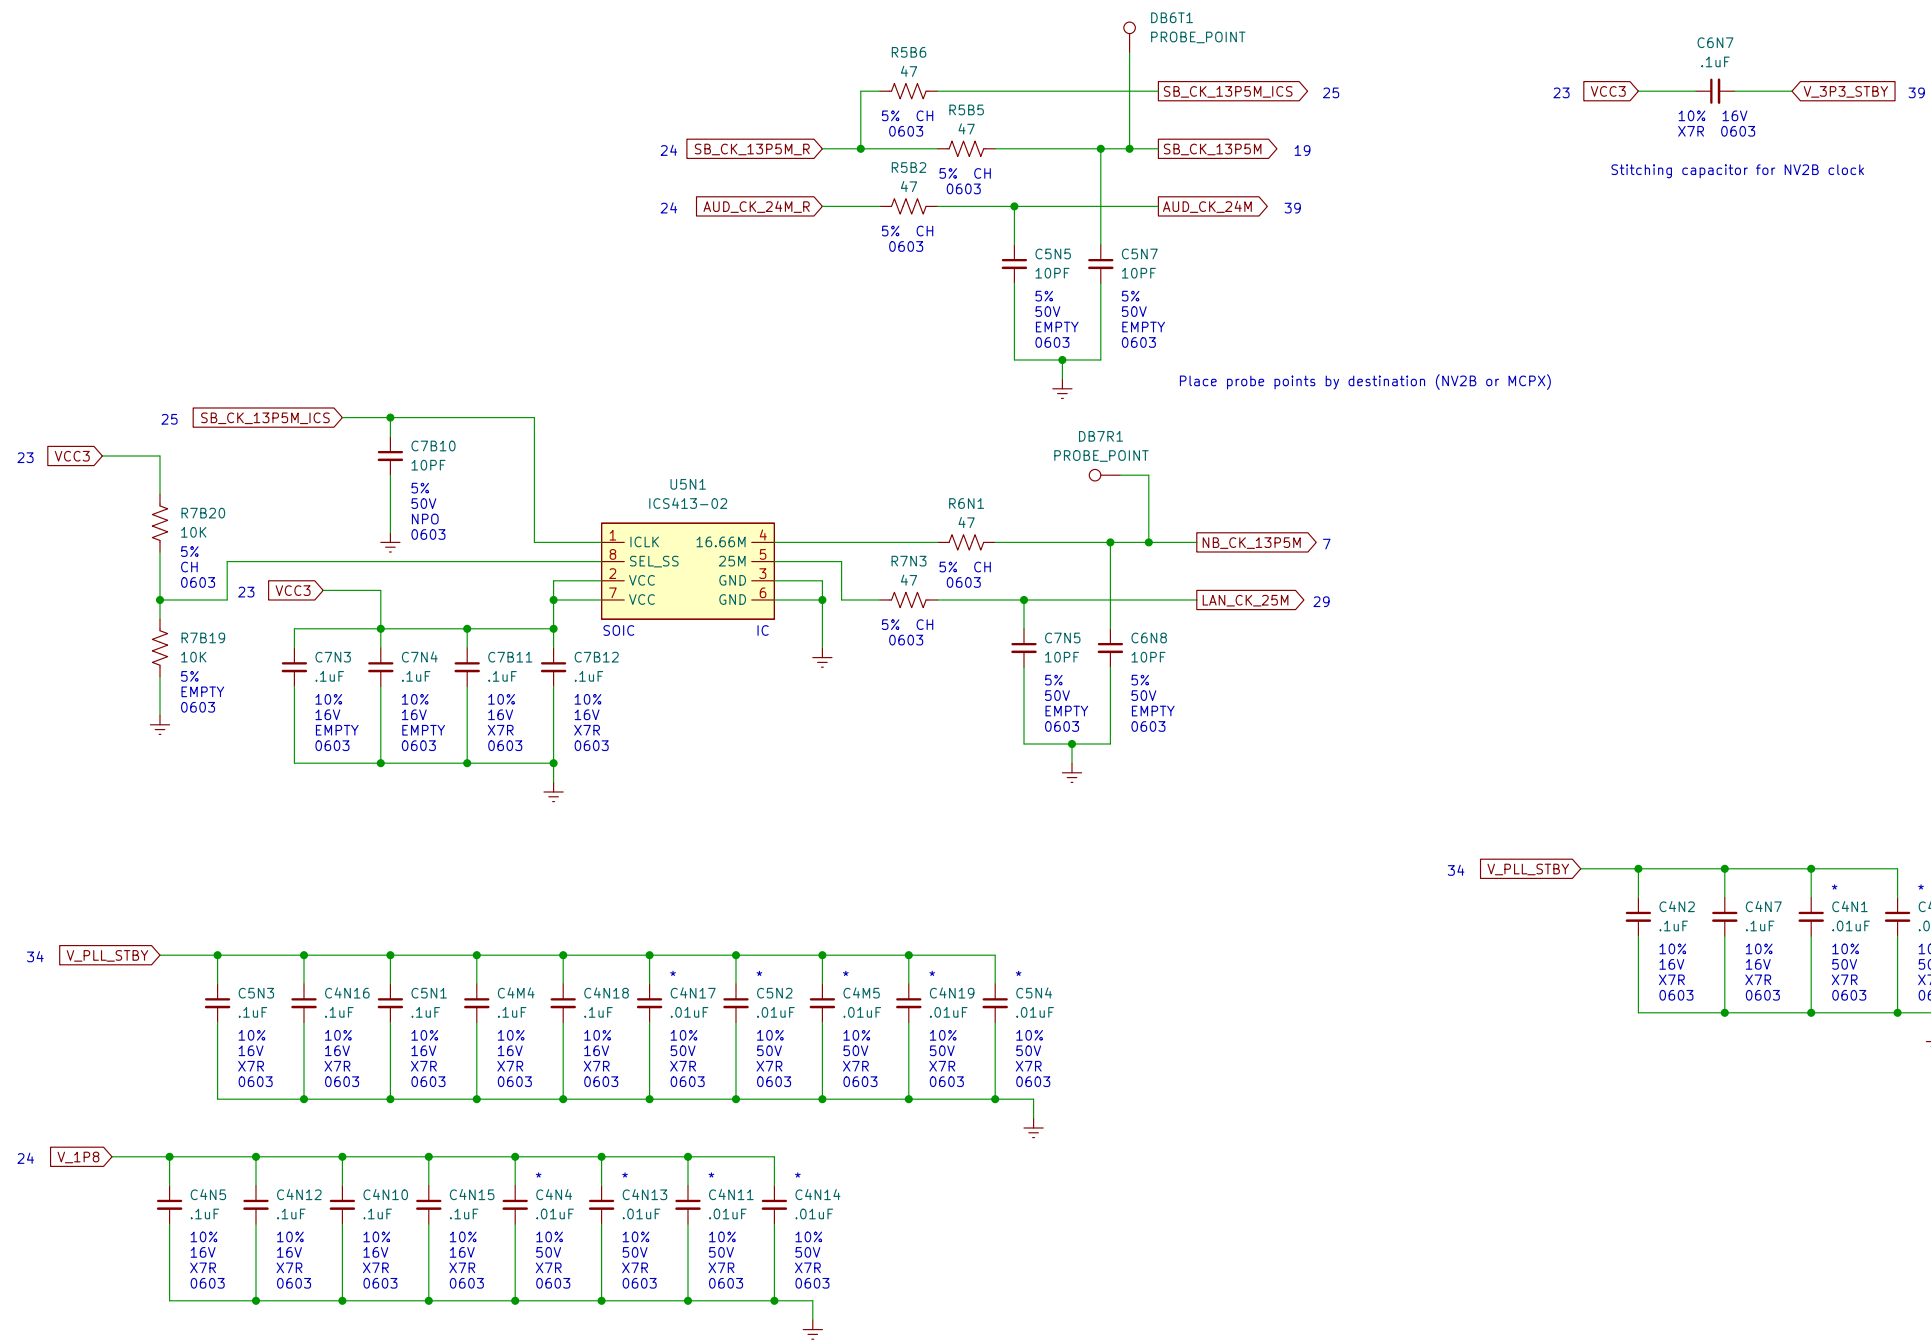 DB6T1
PROBE_POINT
R5B6
47
5% CH
0603
SB_CK_13P5M_ICS 25
R5B5
47
5% CH
0603
24 SB_CK_13P5M_R
SB_CK_13P5M 19
R5B2
47
5% CH
0603
24 AUD_CK_24M_R
AUD_CK_24M 39
C5N5
10PF
5%
50V
EMPTY
0603
C5N7
10PF
5%
50V
EMPTY
0603
C6N7
.1uF
23 VCC3
V_3P3_STBY 39
10% 16V
X7R 0603
Stitching capacitor for NV2B clock
Place probe points by destination (NV2B or MCPX)
25 SB_CK_13P5M_ICS
23 VCC3
C7B10
10PF
5%
50V
NPO
0603
R7B20
10K
5%
CH
0603
R7B19
10K
5%
EMPTY
0603
23 VCC3
U5N1
ICS413-02
1 ICLK
8 SEL_SS
2 VCC
7 VCC
16.66M 4
25M 5
GND 3
GND 6
SOIC IC
C7N3
.1uF
10%
16V
EMPTY
0603
C7N4
.1uF
10%
16V
EMPTY
0603
C7B11
.1uF
10%
16V
X7R
0603
C7B12
.1uF
10%
16V
X7R
0603
DB7R1
PROBE_POINT
R6N1
47
5% CH
0603
NB_CK_13P5M 7
R7N3
47
5% CH
0603
LAN_CK_25M 29
C7N5
10PF
5%
50V
EMPTY
0603
C6N8
10PF
5%
50V
EMPTY
0603
34 V_PLL_STBY
C4N2
.1uF
10%
16V
X7R
0603
C4N7
.1uF
10%
16V
X7R
0603
*
C4N1
.01uF
10%
50V
X7R
0603
*
34 V_PLL_STBY
C5N3
.1uF
10%
16V
X7R
0603
C4N16
.1uF
10%
16V
X7R
0603
C5N1
.1uF
10%
16V
X7R
0603
C4M4
.1uF
10%
16V
X7R
0603
C4N18
.1uF
10%
16V
X7R
0603
*
C4N17
.01uF
10%
50V
X7R
0603
*
C5N2
.01uF
10%
50V
X7R
0603
*
C4M5
.01uF
10%
50V
X7R
0603
*
C4N19
.01uF
10%
50V
X7R
0603
*
C5N4
.01uF
10%
50V
X7R
0603
24 V_1P8
C4N5
.1uF
10%
16V
X7R
0603
C4N12
.1uF
10%
16V
X7R
0603
C4N10
.1uF
10%
16V
X7R
0603
C4N15
.1uF
10%
16V
X7R
0603
*
C4N4
.01uF
10%
50V
X7R
0603
*
C4N13
.01uF
10%
50V
X7R
0603
*
C4N11
.01uF
10%
50V
X7R
0603
*
C4N14
.01uF
10%
50V
X7R
0603